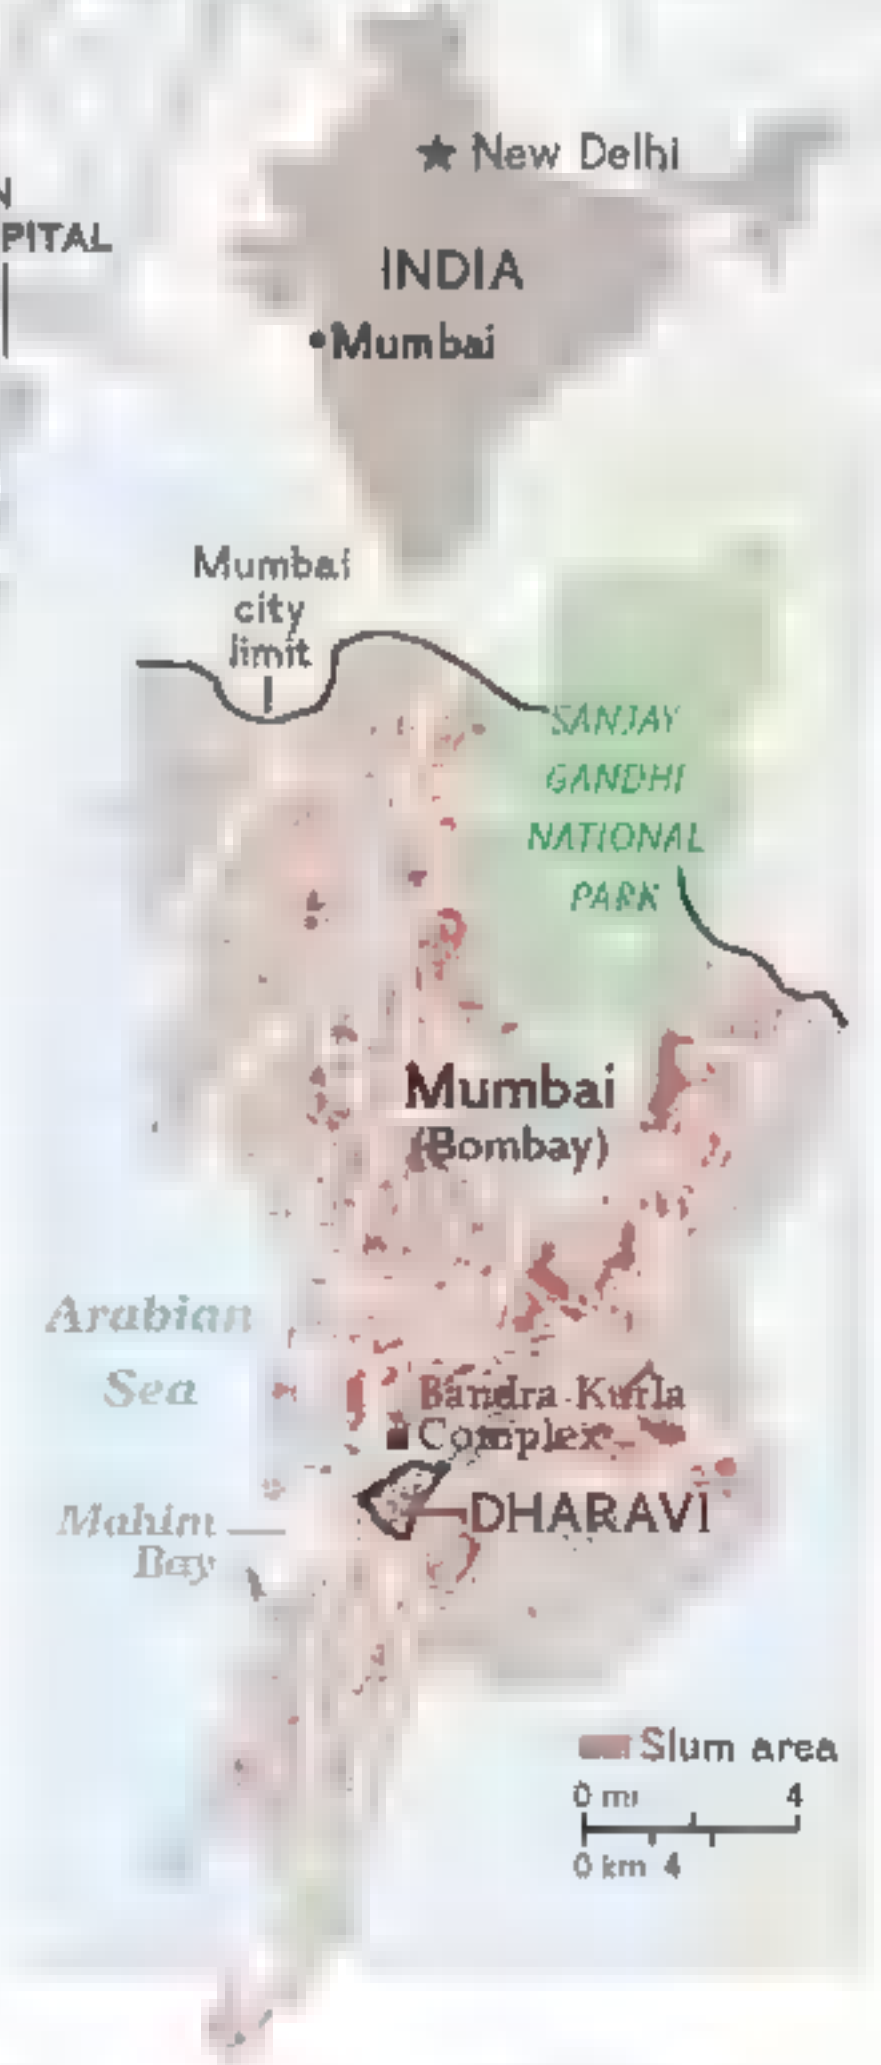 New Delhi
N
PITAL
INDIA
Mumbai
Mumbai
city
limit
SANJAY
GANDHI
NATIONAL
PARK
Mumbai
(Bombay)
Arabian
Sea
Bandra Kurla
Complex
DHARAVI
Mahim
Bay
Slum area
0 mi 4
0 km 4